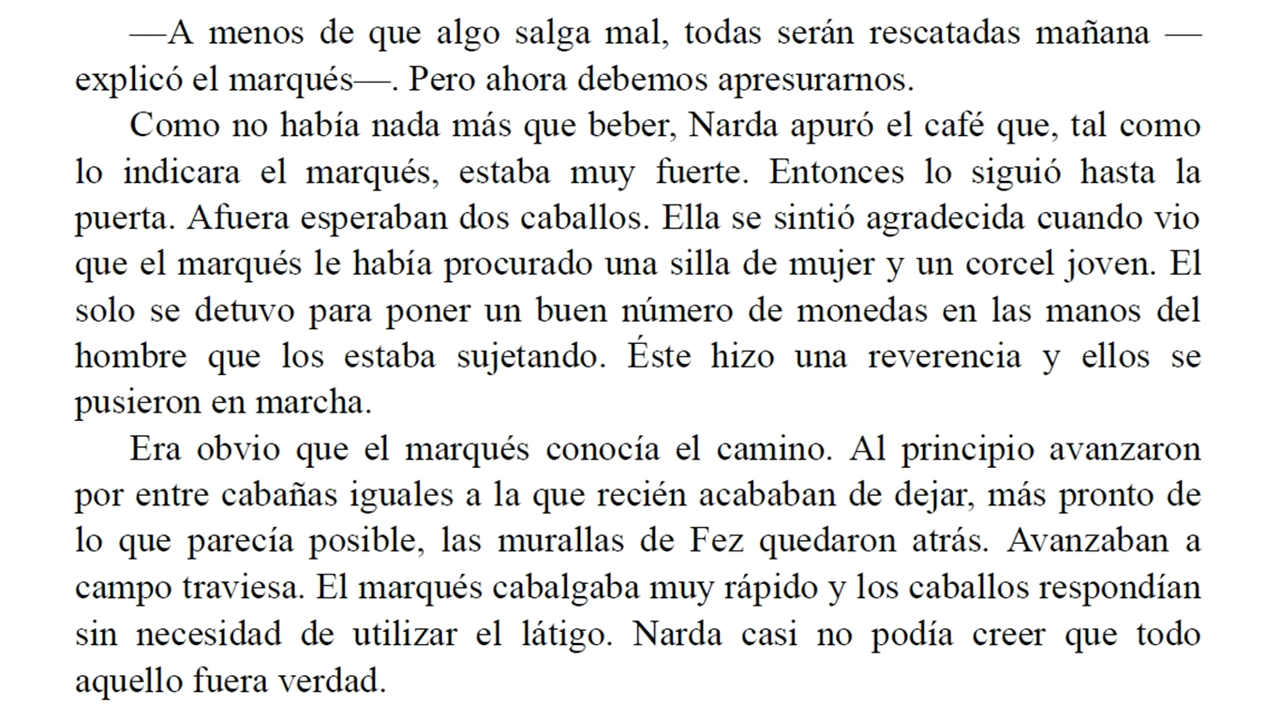 —A menos de que algo salga mal, todas serán rescatadas mañana —
explicó el marqués—. Pero ahora debemos apresurarnos.
Como no había nada más que beber, Narda apuró el café que, tal como
lo indicara el marqués, estaba muy fuerte. Entonces lo siguió hasta la
puerta. Afuera esperaban dos caballos. Ella se sintió agradecida cuando vio
que el marqués le había procurado una silla de mujer y un corcel joven. El
solo se detuvo para poner un buen número de monedas en las manos del
hombre que los estaba sujetando. Éste hizo una reverencia y ellos se
pusieron en marcha.
Era obvio que el marqués conocía el camino. Al principio avanzaron
por entre cabañas iguales a la que recién acababan de dejar, más pronto de
lo que parecía posible, las murallas de Fez quedaron atrás. Avanzaban a
campo traviesa. El marqués cabalgaba muy rápido y los caballos respondían
sin necesidad de utilizar el látigo. Narda casi no podía creer que todo
aquello fuera verdad.